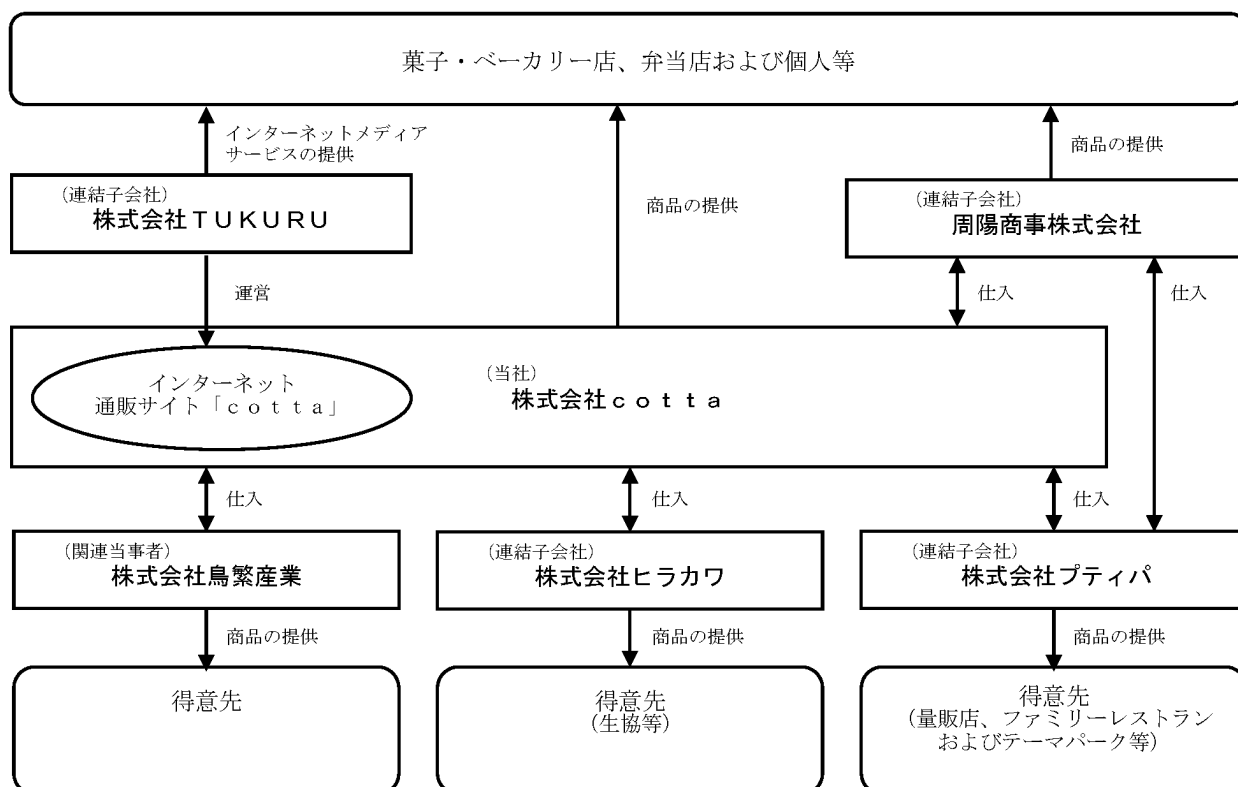 菓子・ベーカリー店、弁当店および個人等
インターネットメディア
サービスの提供
商品の提供
商品の提供
(連結子会社)
株式会社ＴＵＫＵＲＵ
(連結子会社)
周陽商事株式会社
運営
仕入
仕入
インターネット
通販サイト「ｃｏｔｔａ」
(当社)
株式会社ｃｏｔｔａ
仕入
仕入
仕入
(関連当事者)
株式会社鳥繁産業
(連結子会社)
株式会社ヒラカワ
(連結子会社)
株式会社プティパ
商品の提供
商品の提供
商品の提供
得意先
得意先
(生協等)
得意先
(量販店、ファミリーレストラン
およびテーマパーク等)